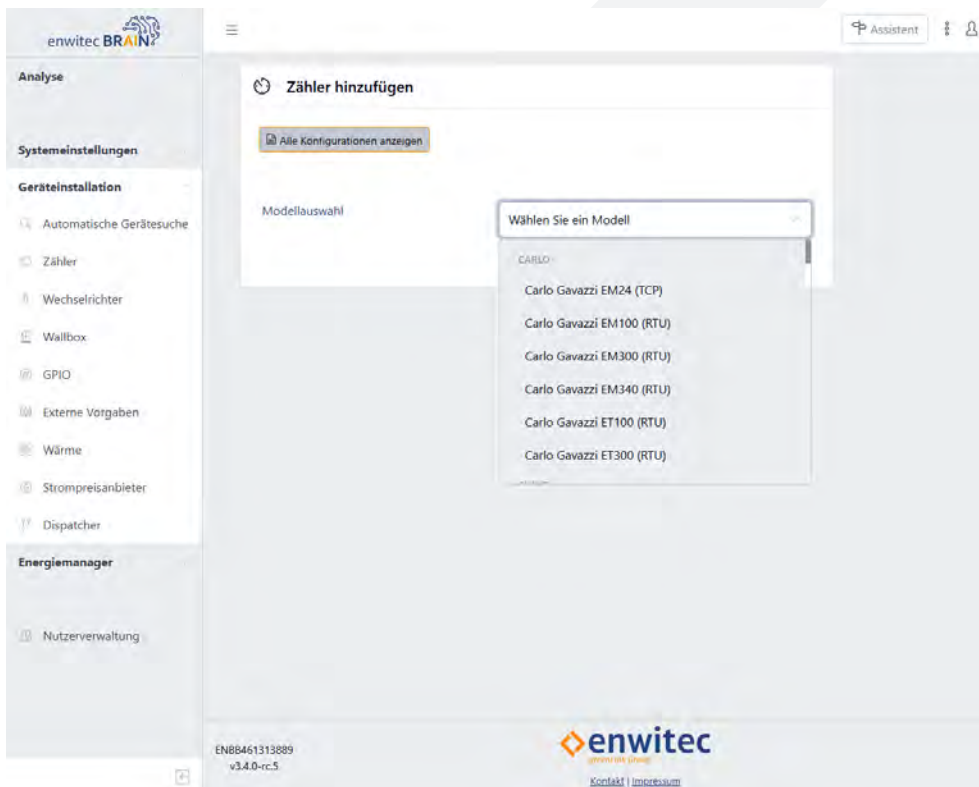 enwitec BRAIN
Assistent
Analyse
Systemeinstellungen
Geräteinstallation
Automatische Gerätesuche
Zähler
Wechselrichter
Wallbox
GPIO
Externe Vorgaben
Wärme
Strompreisanbieter
Dispatcher
Energiemanager
Nutzerverwaltung
Zähler hinzufügen
Alle Konfigurationen anzeigen
Modellauswahl
Wählen Sie ein Modell
CARLO
Carlo Gavazzi EM24 (TCP)
Carlo Gavazzi EM100 (RTU)
Carlo Gavazzi EM300 (RTU)
Carlo Gavazzi EM340 (RTU)
Carlo Gavazzi ET100 (RTU)
Carlo Gavazzi ET300 (RTU)
ENBB461313889
v3.4.0-rc.5
enwitec
Kontakt | Impressum